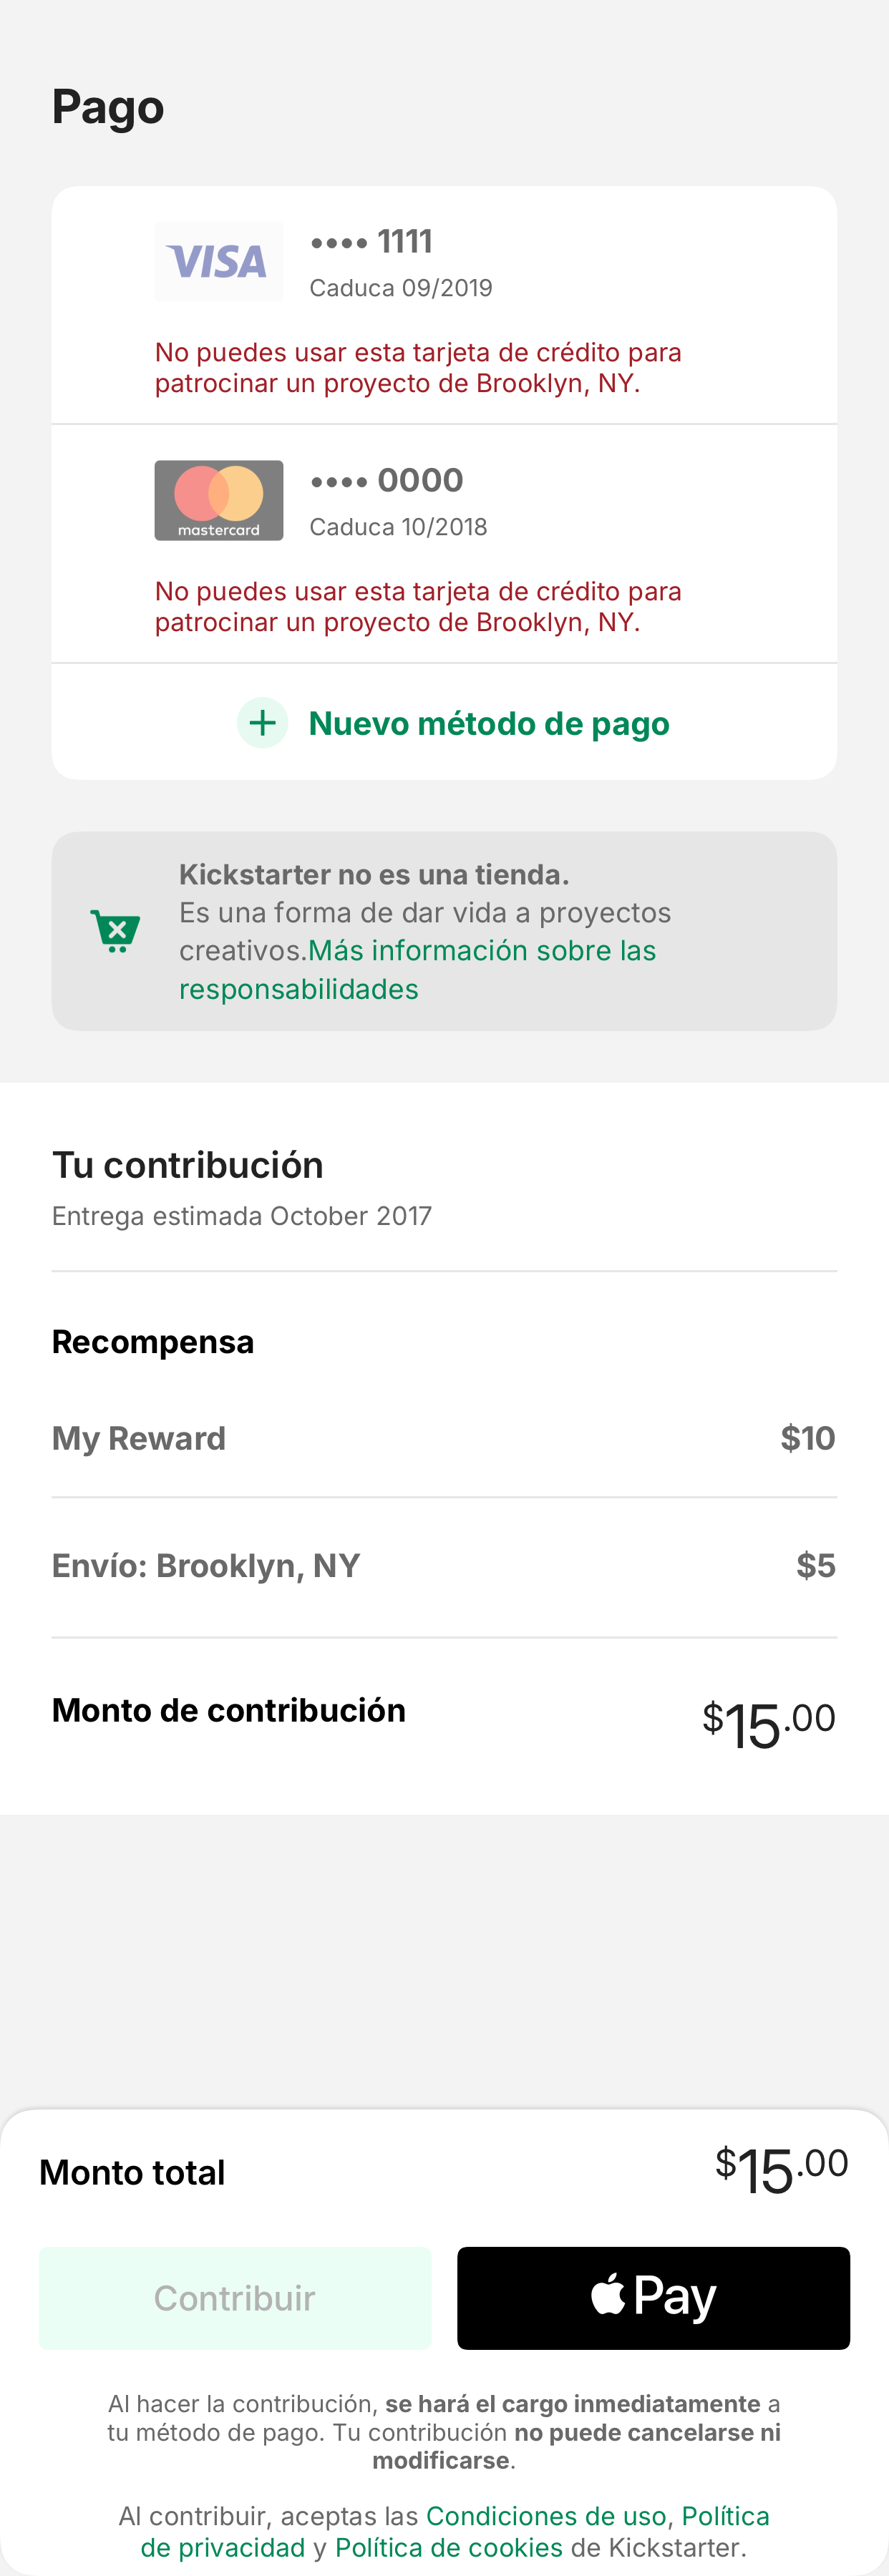 Pago
VISA
•••• 1111
Caduca 09/2019
No puedes usar esta tarjeta de crédito para
patrocinar un proyecto de Brooklyn, NY.
mastercard
•••• 0000
Caduca 10/2018
No puedes usar esta tarjeta de crédito para
patrocinar un proyecto de Brooklyn, NY.
Nuevo método de pago
Kickstarter no es una tienda.
Es una forma de dar vida a proyectos
creativos.Más información sobre las
responsabilidades
Tu contribución
Entrega estimada October 2017
Recompensa
My Reward $10
Envío: Brooklyn, NY $5
Monto de contribución $15.00
Monto total $15.00
Contribuir
Pay
Al hacer la contribución, se hará el cargo inmediatamente a
tu método de pago. Tu contribución no puede cancelarse ni
modificarse.
Al contribuir, aceptas las Condiciones de uso, Política
de privacidad y Política de cookies de Kickstarter.